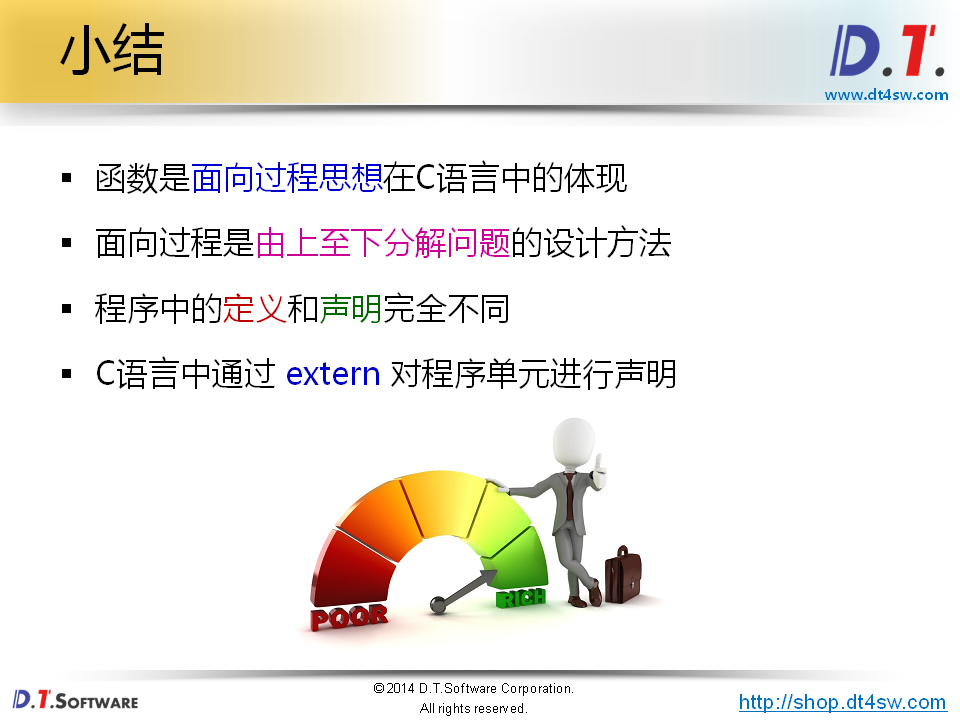 小结
D.T.
www.dt4sw.com
▪ 函数是面向过程思想在C语言中的体现
▪ 面向过程是由上至下分解问题的设计方法
▪ 程序中的定义和声明完全不同
▪ C语言中通过 extern 对程序单元进行声明
POOR
RICH
D.T.SOFTWARE
©2014 D.T.Software Corporation.
All rights reserved.
http://shop.dt4sw.com